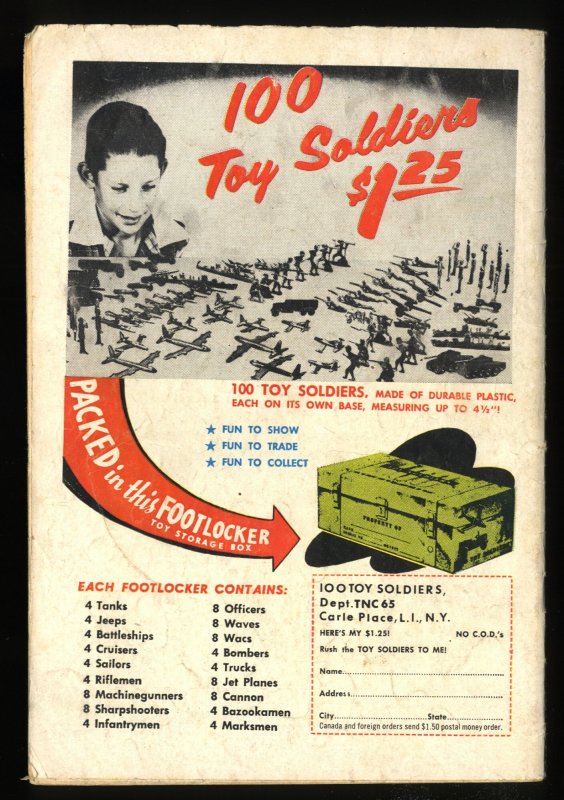 100
Toy Soldiers
$1.25
100 TOY SOLDIERS, MADE OF DURABLE PLASTIC,
EACH ON ITS OWN BASE, MEASURING UP TO 4½"!
PACKED in this FOOTLOCKER
TOY STORAGE BOX
★ FUN TO SHOW
★ FUN TO TRADE
★ FUN TO COLLECT
PROPERTY OF
EACH FOOTLOCKER CONTAINS:
4 Tanks
4 Jeeps
4 Battleships
4 Cruisers
4 Sailors
4 Riflemen
8 Machinegunners
8 Sharpshooters
4 Infantrymen
8 Officers
8 Waves
8 Wacs
4 Bombers
4 Trucks
8 Jet Planes
8 Cannon
4 Bazookamen
4 Marksmen
100 TOY SOLDIERS,
Dept. TNC 65
Carle Place, L.I., N.Y.
HERE'S MY $1.25! NO C.O.D.'s
Rush the TOY SOLDIERS TO ME!
Name
Address
City State
Canada and foreign orders send $1.50 postal money order.